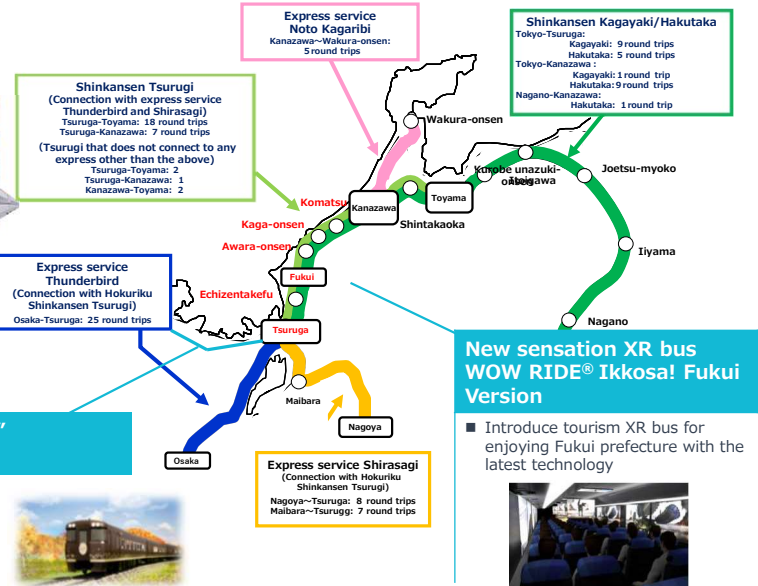 Express service
Noto Kagaribi
Kanazawa～Wakura-onsen:
5 round trips
Shinkansen Kagayaki/Hakutaka
Tokyo-Tsuruga:
Kagayaki: 9 round trips
Hakutaka: 5 round trips
Tokyo-Kanazawa :
Kagayaki: 1 round trip
Hakutaka: 9 round trips
Nagano-Kanazawa:
Hakutaka: 1 round trip
Shinkansen Tsurugi
(Connection with express service
Thunderbird and Shirasagi)
Tsuruga-Toyama: 18 round trips
Tsuruga-Kanazawa: 7 round trips
(Tsurugi that does not connect to any
express other than the above)
Tsuruga-Toyama: 2
Tsuruga-Kanazawa: 1
Kanazawa-Toyama: 2
Wakura-onsen
Kurobe unazuki-
onsen
Itoigawa
Joetsu-myoko
Komatsu
Kanazawa
Toyama
Kaga-onsen
Shintakaoka
Awara-onsen
Iiyama
Express service
Thunderbird
(Connection with Hokuriku
Shinkansen Tsurugi)
Osaka-Tsuruga: 25 round trips
Fukui
Echizentakefu
Tsuruga
Nagano
Maibara
Nagoya
Osaka
Express service Shirasagi
(Connection with Hokuriku
Shinkansen Tsurugi)
Nagoya～Tsuruga: 8 round trips
Maibara～Tsurugg: 7 round trips
New sensation XR bus
WOW RIDE® Ikkosa! Fukui
Version
■ Introduce tourism XR bus for
enjoying Fukui prefecture with the
latest technology
”